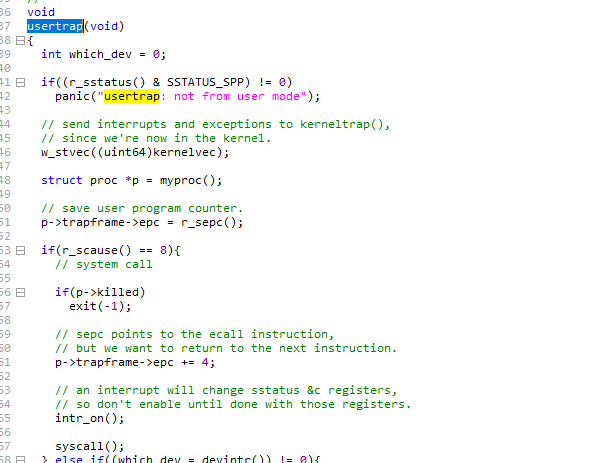 36 void
37 usertrap(void)
38 {
39 int which_dev = 0;
40
41 if((r_sstatus() & SSTATUS_SPP) != 0)
42 panic("usertrap: not from user mode");
43
44 // send interrupts and exceptions to kerneltrap(),
45 // since we're now in the kernel.
46 w_stvec((uint64)kernelvec);
47
48 struct proc *p = myproc();
49
50 // save user program counter.
51 p->trapframe->epc = r_sepc();
52
53 if(r_scause() == 8){
54 // system call
55
56 if(p->killed)
57 exit(-1);
58
59 // sepc points to the ecall instruction,
60 // but we want to return to the next instruction.
61 p->trapframe->epc += 4;
62
63 // an interrupt will change sstatus &c registers,
64 // so don't enable until done with those registers.
65 intr_on();
66
67 syscall();
68 } else if((which_dev = devintr()) != 0){